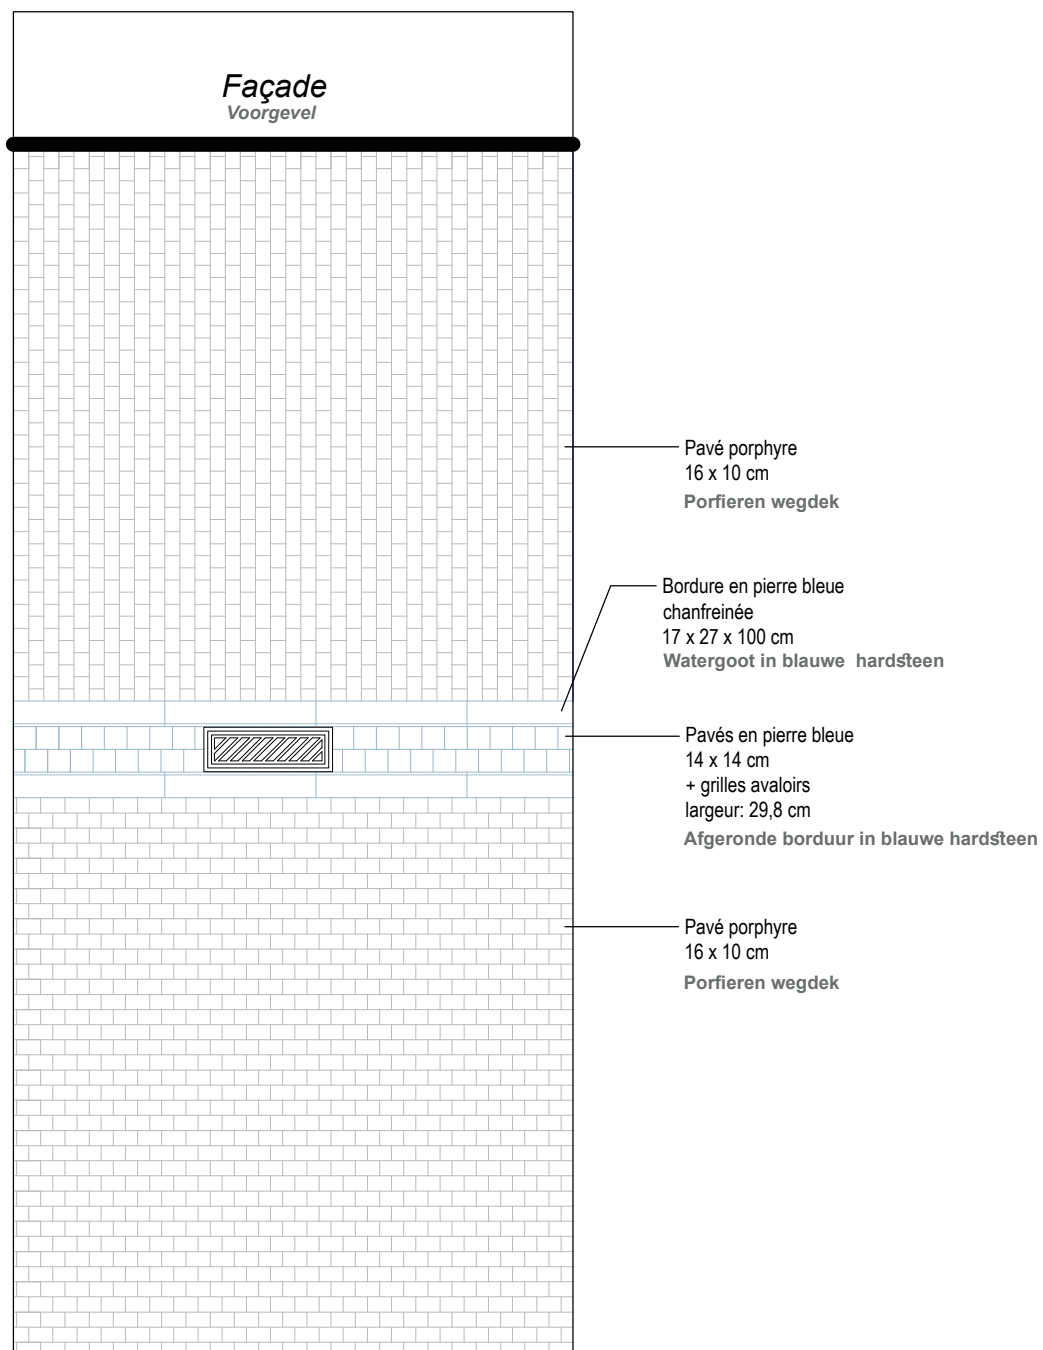 Façade
Voorgevel
Pavé porphyre
16 x 10 cm
Porfieren wegdek
Bordure en pierre bleue
chanfreinée
17 x 27 x 100 cm
Watergoot in blauwe hardsteen
Pavés en pierre bleue
14 x 14 cm
+ grilles avaloirs
largeur: 29,8 cm
Afgeronde borduur in blauwe hardsteen
Pavé porphyre
16 x 10 cm
Porfieren wegdek